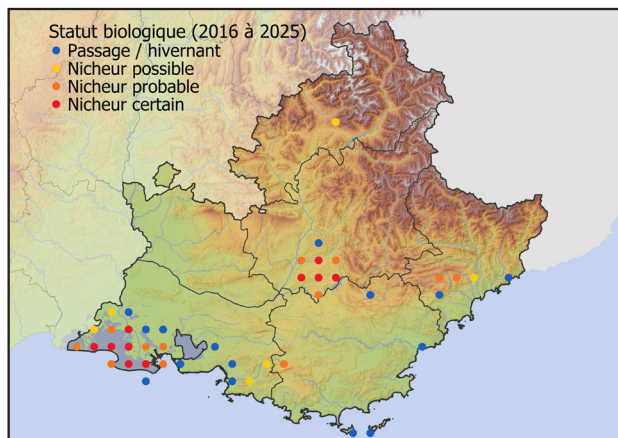 Statut biologique (2016 à 2025)
Passage / hivernant
Nicheur possible
Nicheur probable
Nicheur certain